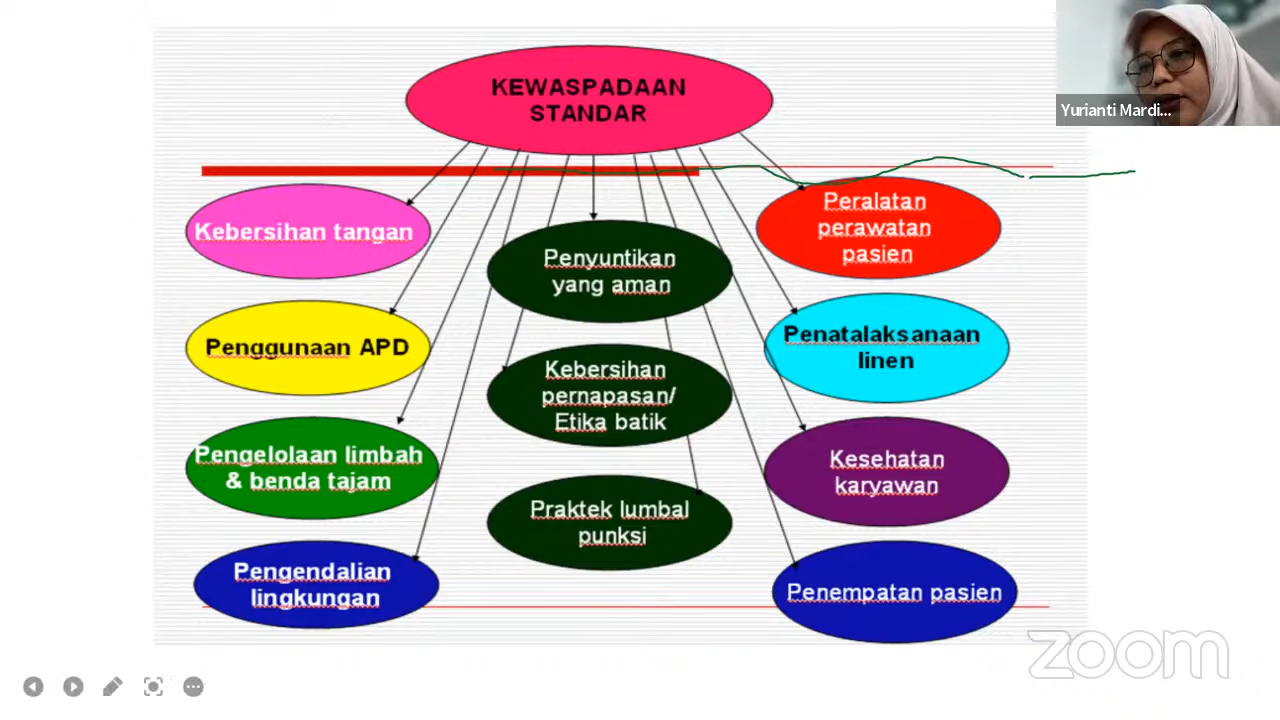 KEWASPADAAN
STANDAR
Yurianti Mardi...
Kebersihan tangan
Penggunaan APD
Pengelolaan limbah
& benda tajam
Pengendalian
lingkungan
Penyuntikan
yang aman
Kebersihan
pernapasan/
Etika batik
Praktek lumbal
punksi
Peralatan
perawatan
pasien
Penatalaksanaan
linen
Kesehatan
karyawan
Penempatan pasien
zoom